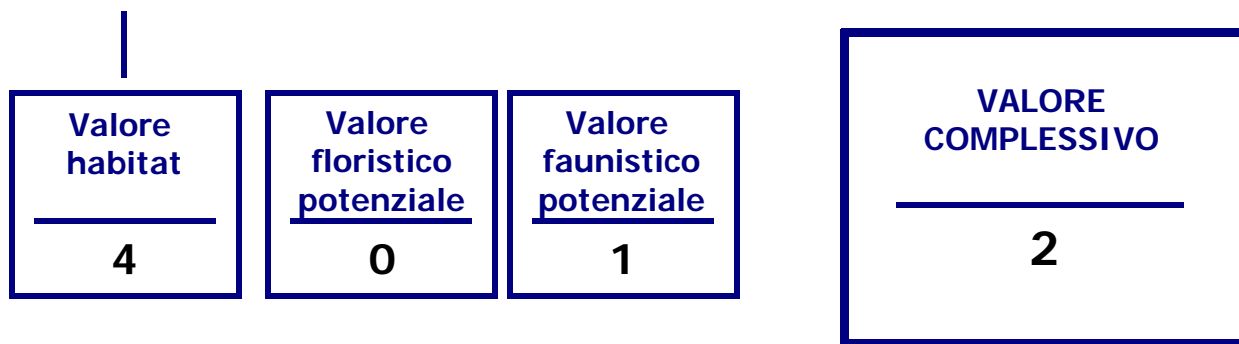 Valore
habitat
4
Valore
floristico
potenziale
0
Valore
faunistico
potenziale
1
VALORE
COMPLESSIVO
2